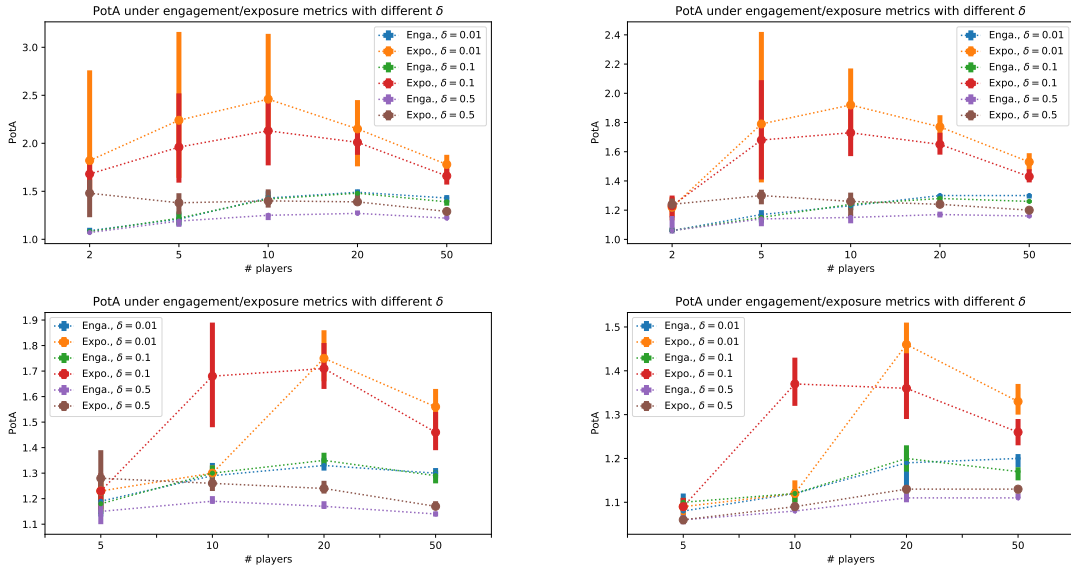 PotA under engagement/exposure metrics with different δ
PotA
3.0
2.5
2.0
1.5
1.0
Enga., δ = 0.01
Expo., δ = 0.01
Enga., δ = 0.1
Expo., δ = 0.1
Enga., δ = 0.5
Expo., δ = 0.5
2 5 10 20 50
# players
PotA under engagement/exposure metrics with different δ
PotA
2.4
2.2
2.0
1.8
1.6
1.4
1.2
1.0
Enga., δ = 0.01
Expo., δ = 0.01
Enga., δ = 0.1
Expo., δ = 0.1
Enga., δ = 0.5
Expo., δ = 0.5
2 5 10 20 50
# players
PotA under engagement/exposure metrics with different δ
PotA
1.9
1.8
1.7
1.6
1.5
1.4
1.3
1.2
1.1
Enga., δ = 0.01
Expo., δ = 0.01
Enga., δ = 0.1
Expo., δ = 0.1
Enga., δ = 0.5
Expo., δ = 0.5
5 10 20 50
# players
PotA under engagement/exposure metrics with different δ
PotA
1.5
1.4
1.3
1.2
1.1
Enga., δ = 0.01
Expo., δ = 0.01
Enga., δ = 0.1
Expo., δ = 0.1
Enga., δ = 0.5
Expo., δ = 0.5
5 10 20 50
# players